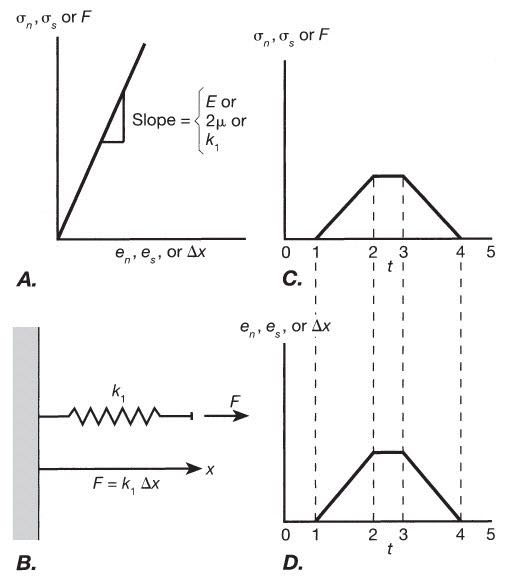 σn, σs or F
Slope = { E or
2μ or
k1
en, es, or Δx
A.
σn, σs or F
0 1 2 3 4 5
t
C.
k1
F
x
F = k1 Δx
B.
en, es, or Δx
0 1 2 3 4 5
t
D.